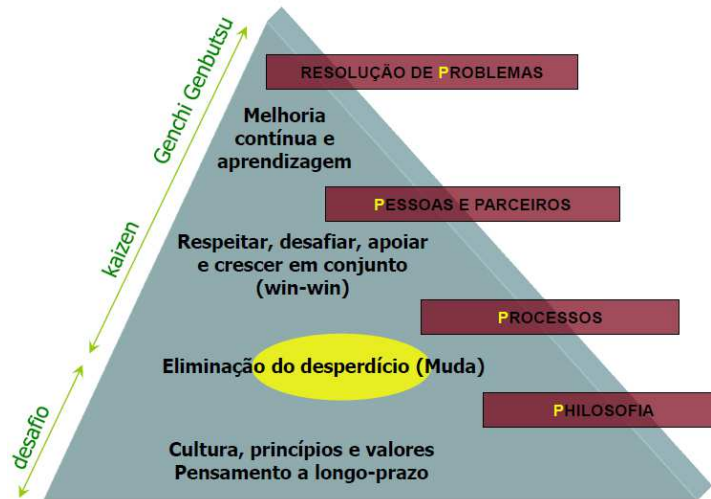 Genchi Genbutsu
RESOLUÇÃO DE PROBLEMAS
Melhoria
contínua e
aprendizagem
PESSOAS E PARCEIROS
kaizen
Respeitar, desafiar, apoiar
e crescer em conjunto
(win-win)
PROCESSOS
Eliminação do desperdício (Muda)
PHILOSOFIA
desafio
Cultura, princípios e valores
Pensamento a longo-prazo